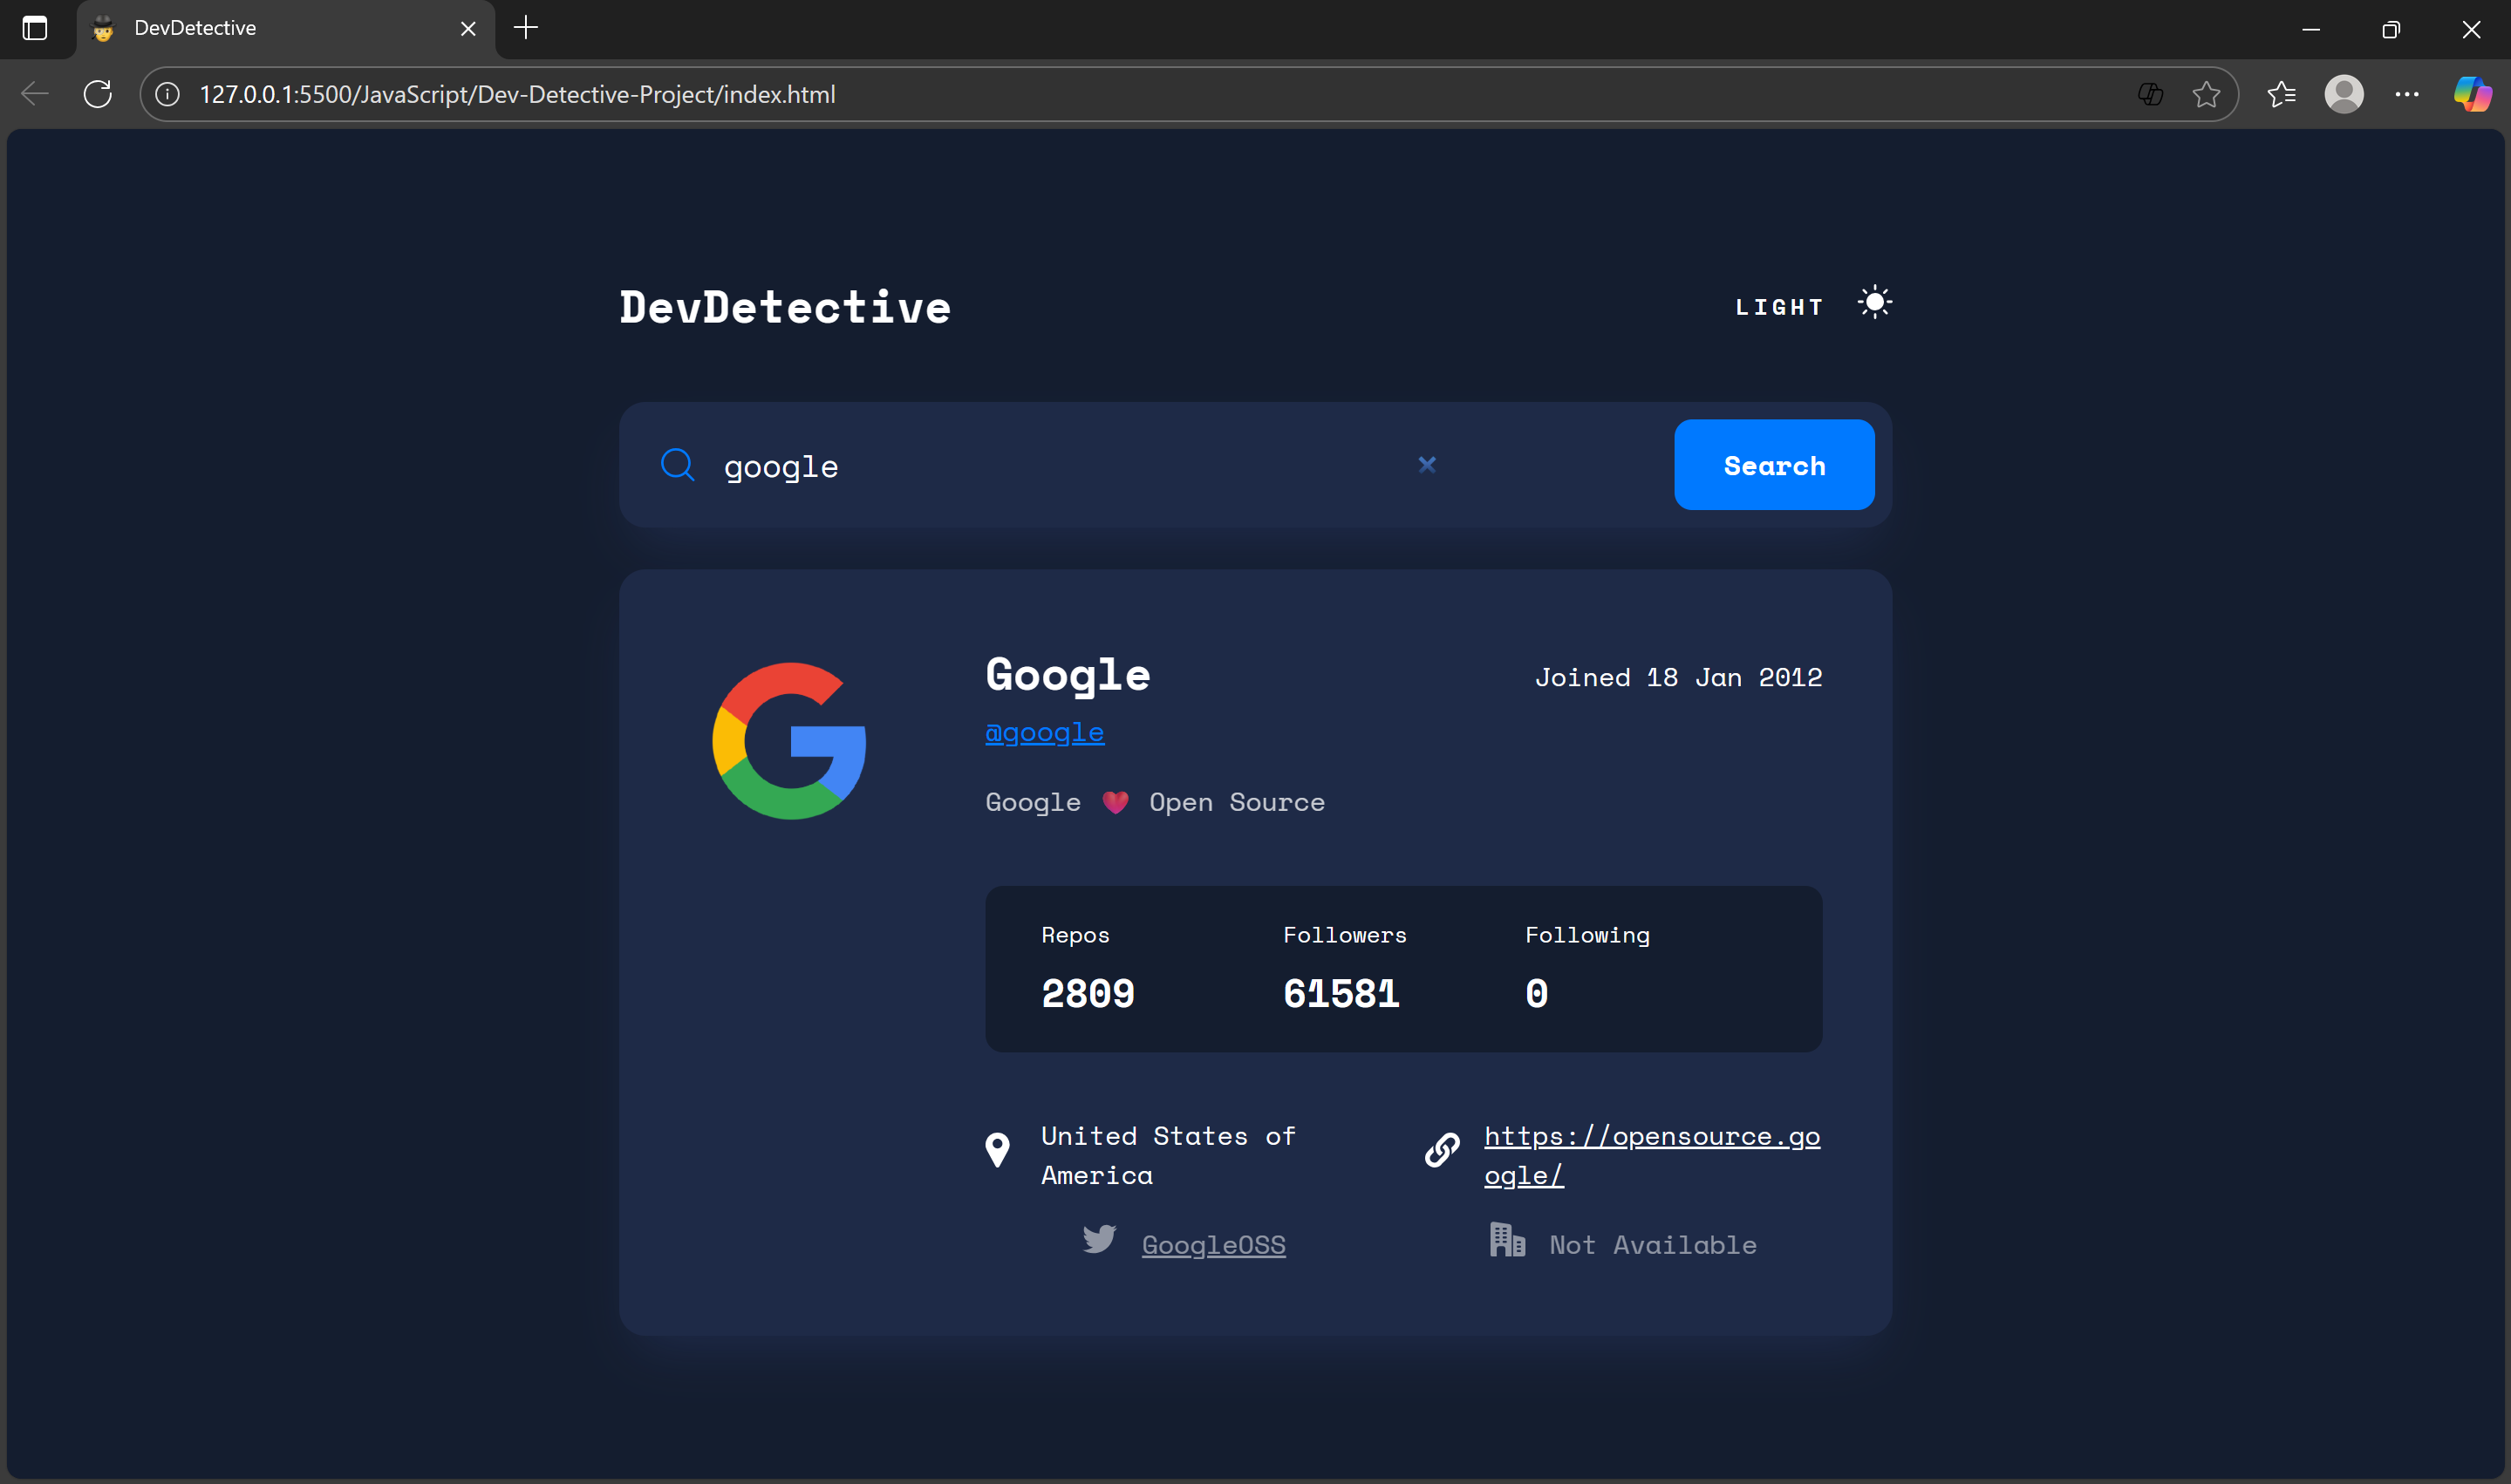 DevDetective
127.0.0.1:5500/JavaScript/Dev-Detective-Project/index.html
DevDetective
LIGHT
google
×
Search
Google
Joined 18 Jan 2012
@google
Google ❤ Open Source
Repos
Followers
Following
2809
61581
0
United States of
America
https://opensource.go
ogle/
GoogleOSS
Not Available